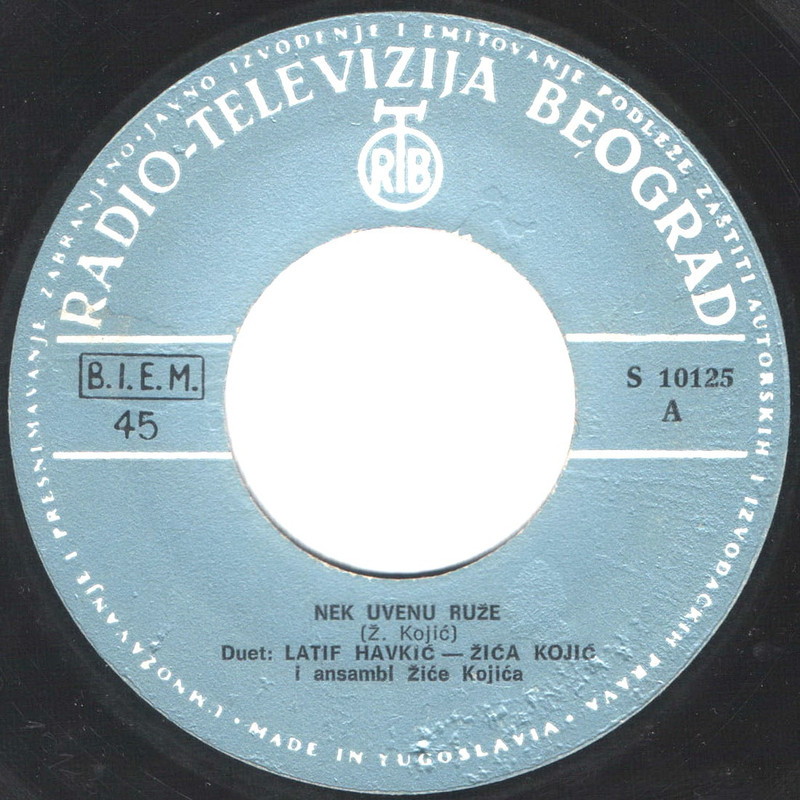 UMNOŽAVANJE I PRESNIMAVANJE ZABRANJENO·JAVNO IZVOĐENJE I EMITOVANJE PODLEŽE ZAŠTITI AUTORSKIH I IZVOĐAČKIH PRAVA
RADIO-TELEVIZIJA BEOGRAD
RTB
B.I.E.M.
45
S 10125
A
NEK UVENU RUŽE
(Ž. Kojić)
Duet: LATIF HAVKIĆ — ŽIĆA KOJIĆ
i ansambl Žiće Kojića
· MADE IN YUGOSLAVIA ·